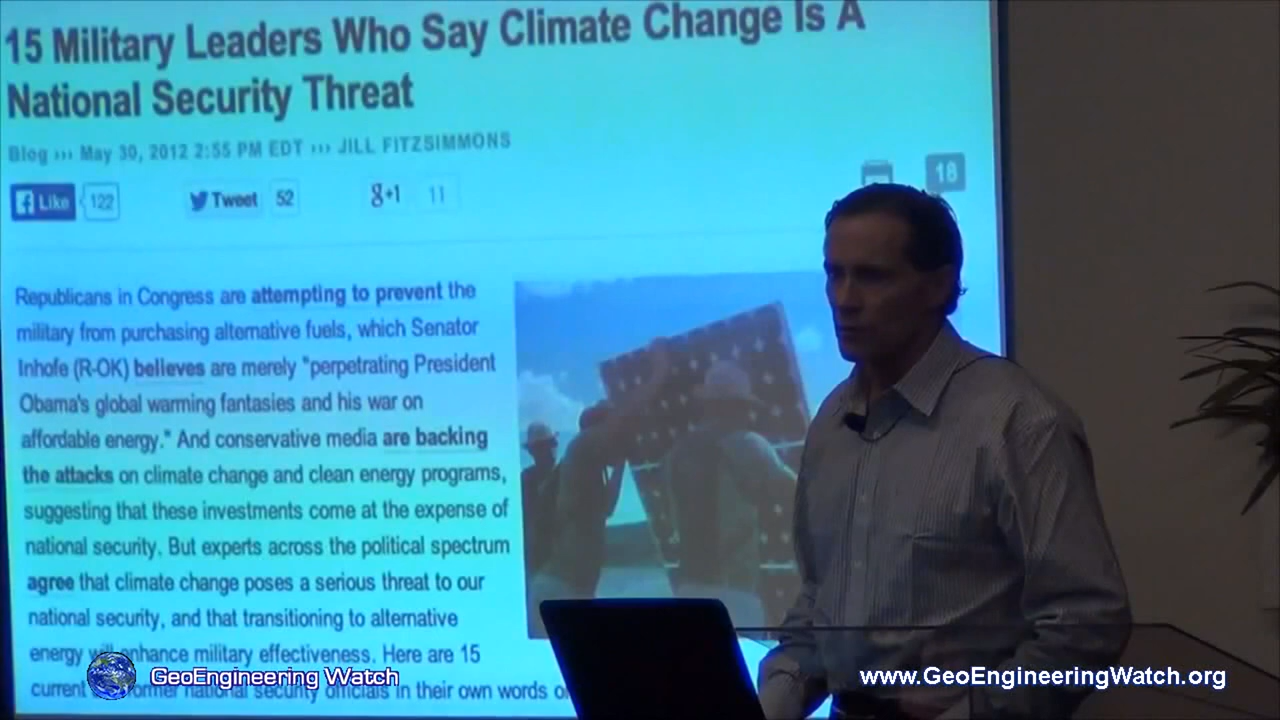 15 Military Leaders Who Say Climate Change Is A
National Security Threat
Blog ››› May 30, 2012 2:55 PM EDT ››› JILL FITZSIMMONS
18
Like 122 Tweet 52 g+1 11
Republicans in Congress are attempting to prevent the
military from purchasing alternative fuels, which Senator
Inhofe (R-OK) believes are merely "perpetrating President
Obama's global warming fantasies and his war on
affordable energy." And conservative media are backing
the attacks on climate change and clean energy programs,
suggesting that these investments come at the expense of
national security. But experts across the political spectrum
agree that climate change poses a serious threat to our
national security, and that transitioning to alternative
energy will enhance military effectiveness. Here are 15
current former national security officials in their own words
GeoEngineering Watch
www.GeoEngineeringWatch.org